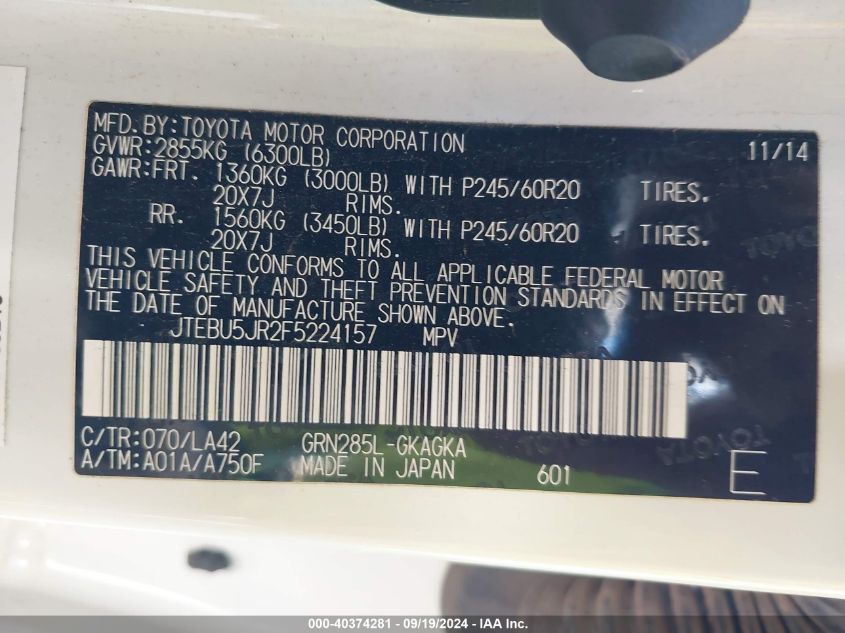 MFD.BY:TOYOTA MOTOR CORPORATION 11/14
GVWR:2855KG (6300LB)
GAWR:FRT. 1360KG (3000LB) WITH P245/60R20 TIRES.
20X7J RIMS.
RR. 1560KG (3450LB) WITH P245/60R20 TIRES.
20X7J RIMS.
THIS VEHICLE CONFORMS TO ALL APPLICABLE FEDERAL MOTOR
VEHICLE SAFETY AND THEFT PREVENTION STANDARDS IN EFFECT ON
THE DATE OF MANUFACTURE SHOWN ABOVE.
JTEBU5JR2F5224157 MPV
C/TR:070/LA42 GRN285L-GKAGKA
A/TM:A01A/A750F MADE IN JAPAN 601 E
TOYOTA
000-40374281 - 09/19/2024 - IAA Inc.